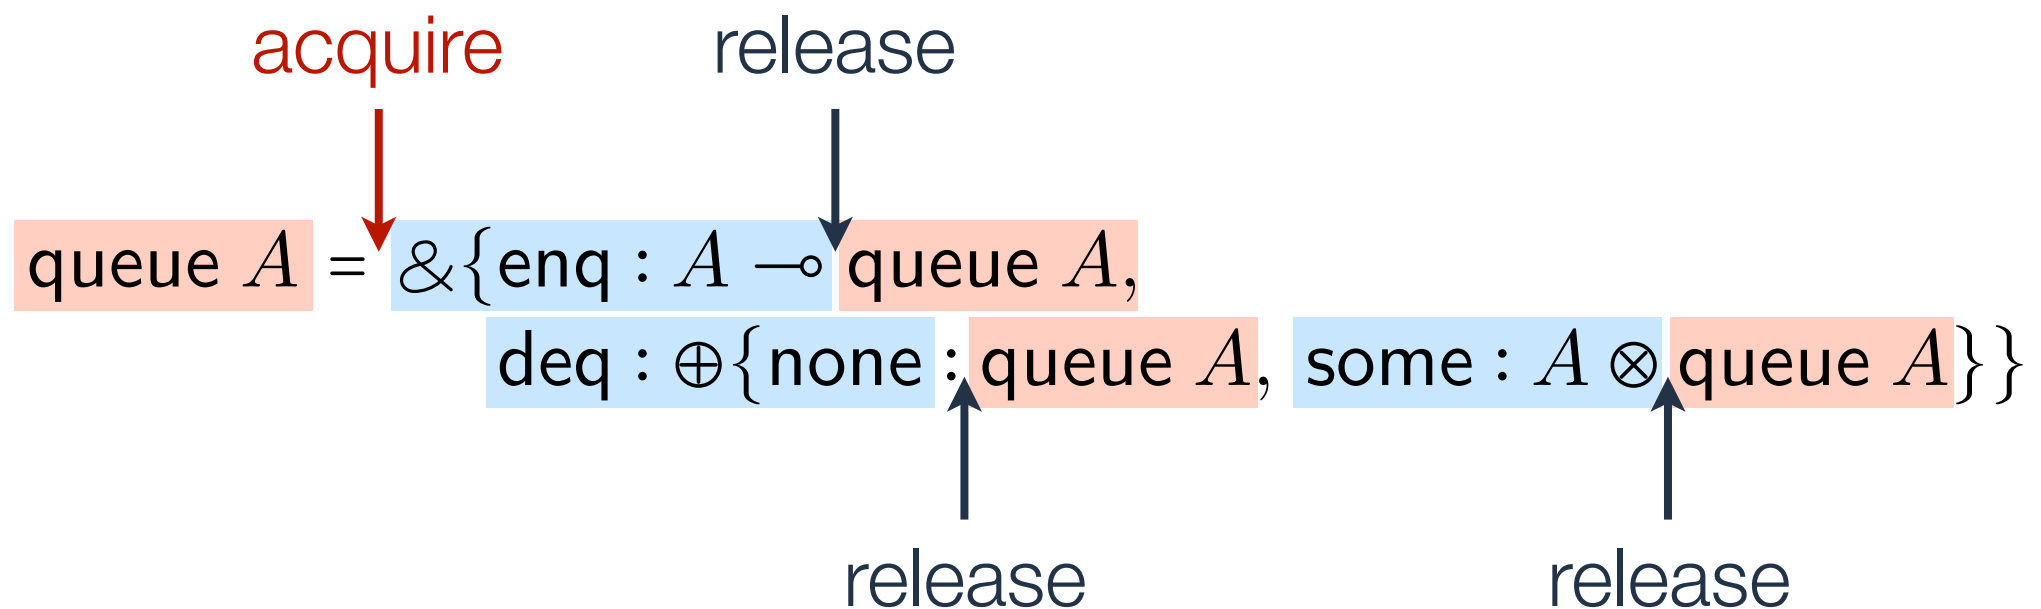 acquire release
queue A = &{enq : A ⊸ queue A,
deq : ⊕{none : queue A, some : A ⊗ queue A}}
release release